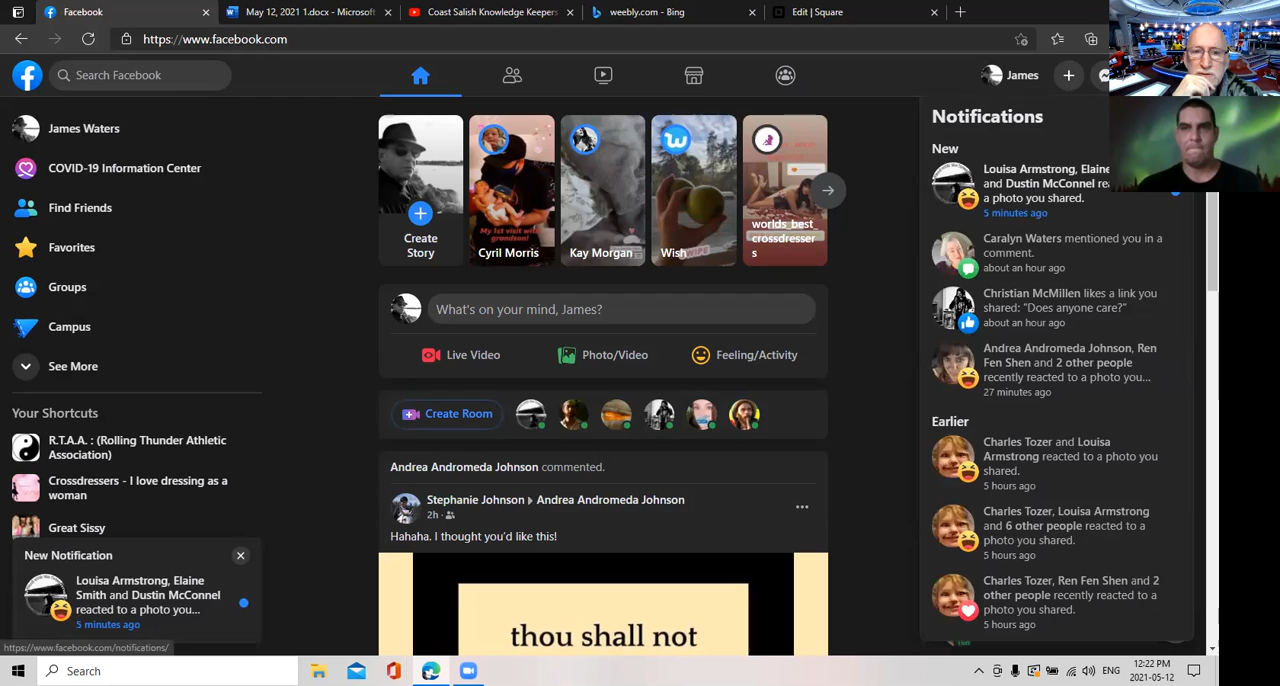 Facebook
May 12, 2021 1.docx - Microsoft
Coast Salish Knowledge Keepers
weebly.com - Bing
Edit | Square
https://www.facebook.com
Search Facebook
James
James Waters
COVID-19 Information Center
Find Friends
Favorites
Groups
Campus
See More
Your Shortcuts
R.T.A.A. : (Rolling Thunder Athletic
Association)
Crossdressers - I love dressing as a
woman
Great Sissy
New Notification
Louisa Armstrong, Elaine
Smith and Dustin McConnel
reacted to a photo you...
5 minutes ago
https://www.facebook.com/notifications/
Create
Story
My 1st visit
grandson!
Cyril Morris
Kay Morgan
WIPE
Wish
worlds_best_
crossdresser
s
What's on your mind, James?
Live Video
Photo/Video
Feeling/Activity
Create Room
Andrea Andromeda Johnson commented.
Stephanie Johnson Andrea Andromeda Johnson
2h ·
Hahaha. I thought you'd like this!
thou shall not
Notifications
New
Louisa Armstrong, Elaine
and Dustin McConnel
a photo you shared.
5 minutes ago
Caralyn Waters mentioned you in a
comment.
about an hour ago
Christian McMillen likes a link you
shared: "Does anyone care?"
about an hour ago
Andrea Andromeda Johnson, Ren
Fen Shen and 2 other people
recently reacted to a photo you...
27 minutes ago
Earlier
Charles Tozer and Louisa
Armstrong reacted to a photo you
shared.
5 hours ago
Charles Tozer, Louisa Armstrong
and 6 other people reacted to a
photo you shared.
5 hours ago
Charles Tozer, Ren Fen Shen and 2
other people recently reacted to a
photo you shared.
5 hours ago
Search
ENG
12:22 PM
2021-05-12